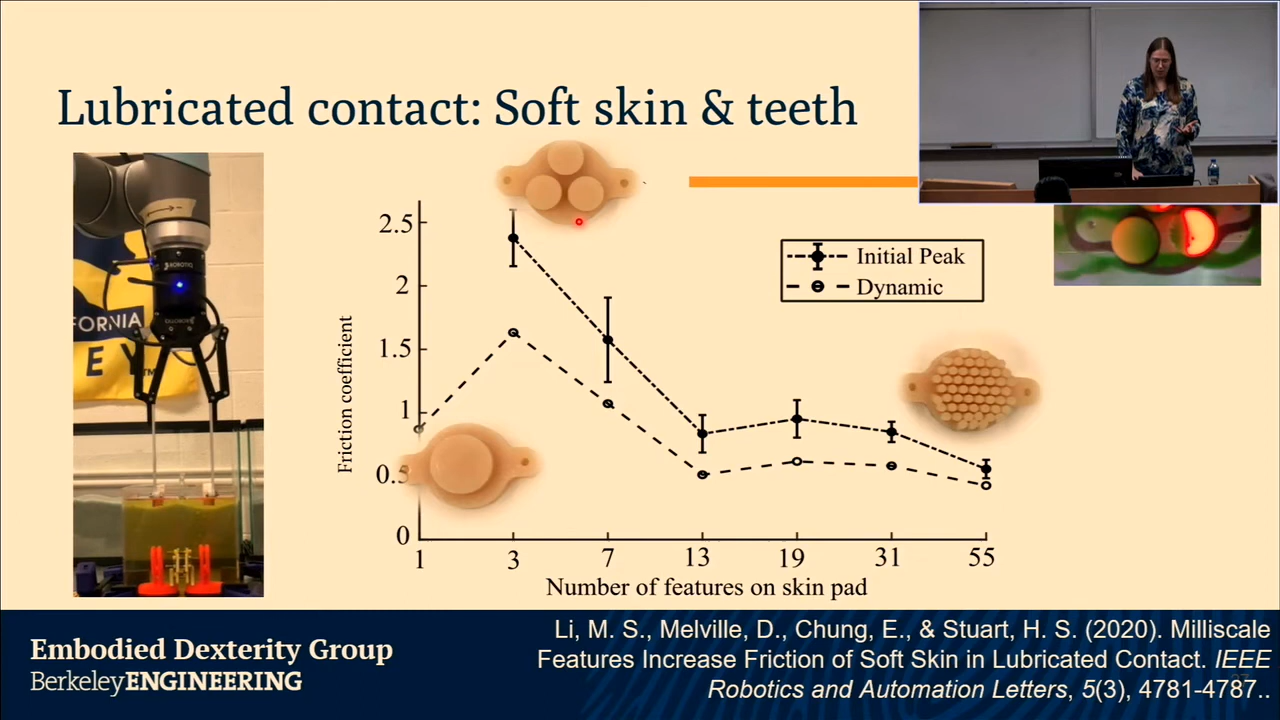 Lubricated contact: Soft skin & teeth
FORNIA
EY
Friction coefficient
2.5
2
1.5
1
0
Initial Peak
Dynamic
1 3 7 13 19 31 55
Number of features on skin pad
Embodied Dexterity Group
BerkeleyENGINEERING
Li, M. S., Melville, D., Chung, E., & Stuart, H. S. (2020). Milliscale
Features Increase Friction of Soft Skin in Lubricated Contact. IEEE
Robotics and Automation Letters, 5(3), 4781-4787..